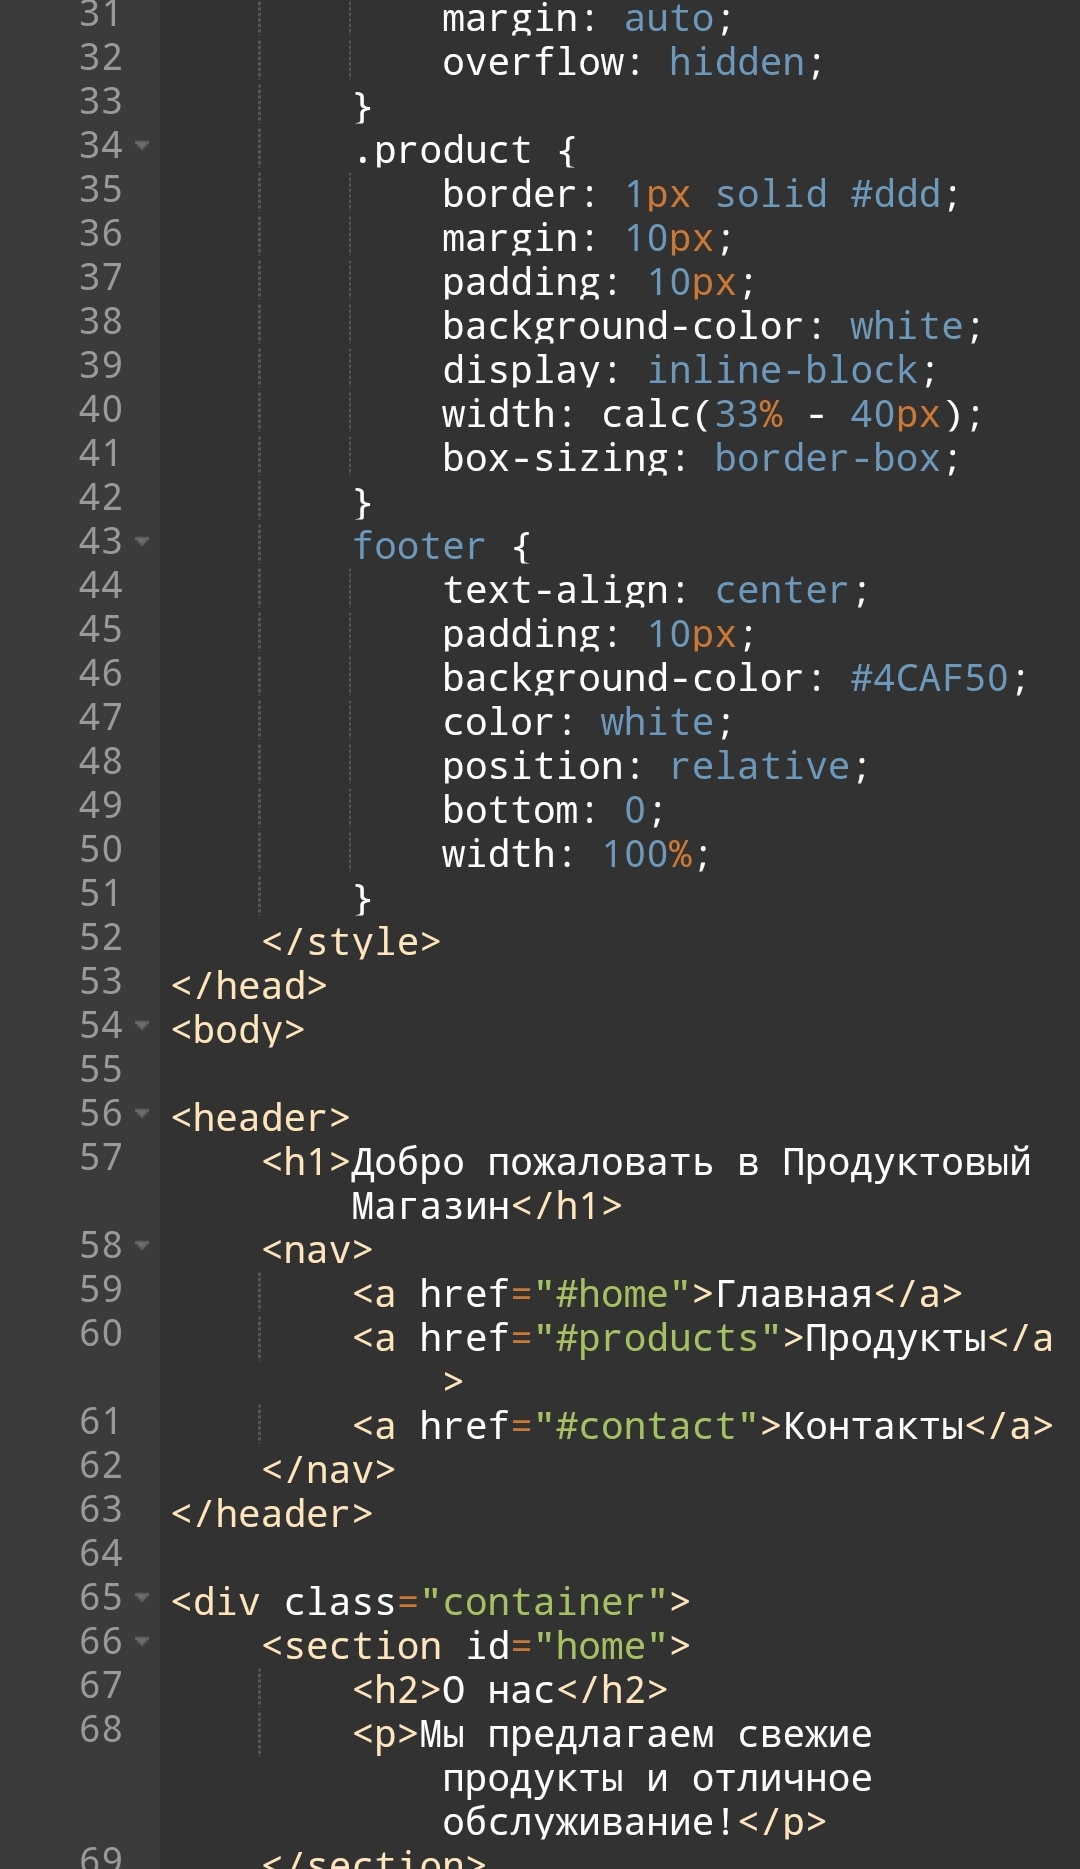 31 margin: auto;
32 overflow: hidden;
33 }
34 .product {
35 border: 1px solid #ddd;
36 margin: 10px;
37 padding: 10px;
38 background-color: white;
39 display: inline-block;
40 width: calc(33% - 40px);
41 box-sizing: border-box;
42 }
43 footer {
44 text-align: center;
45 padding: 10px;
46 background-color: #4CAF50;
47 color: white;
48 position: relative;
49 bottom: 0;
50 width: 100%;
51 }
52 </style>
53 </head>
54 <body>
55
56 <header>
57 <h1>Добро пожаловать в Продуктовый
Магазин</h1>
58 <nav>
59 <a href="#home">Главная</a>
60 <a href="#products">Продукты</a
>
61 <a href="#contact">Контакты</a>
62 </nav>
63 </header>
64
65 <div class="container">
66 <section id="home">
67 <h2>О нас</h2>
68 <p>Мы предлагаем свежие
продукты и отличное
обслуживание!</p>
69 </section>